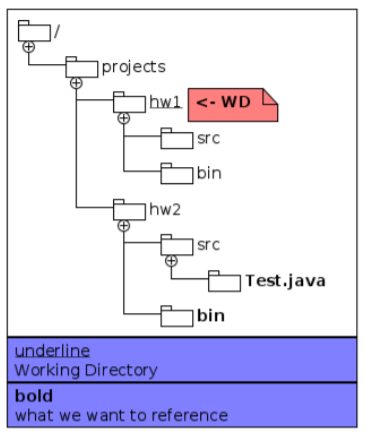 /
projects
hw1 <- WD
src
bin
hw2
src
Test.java
bin
underline
Working Directory
bold
what we want to reference